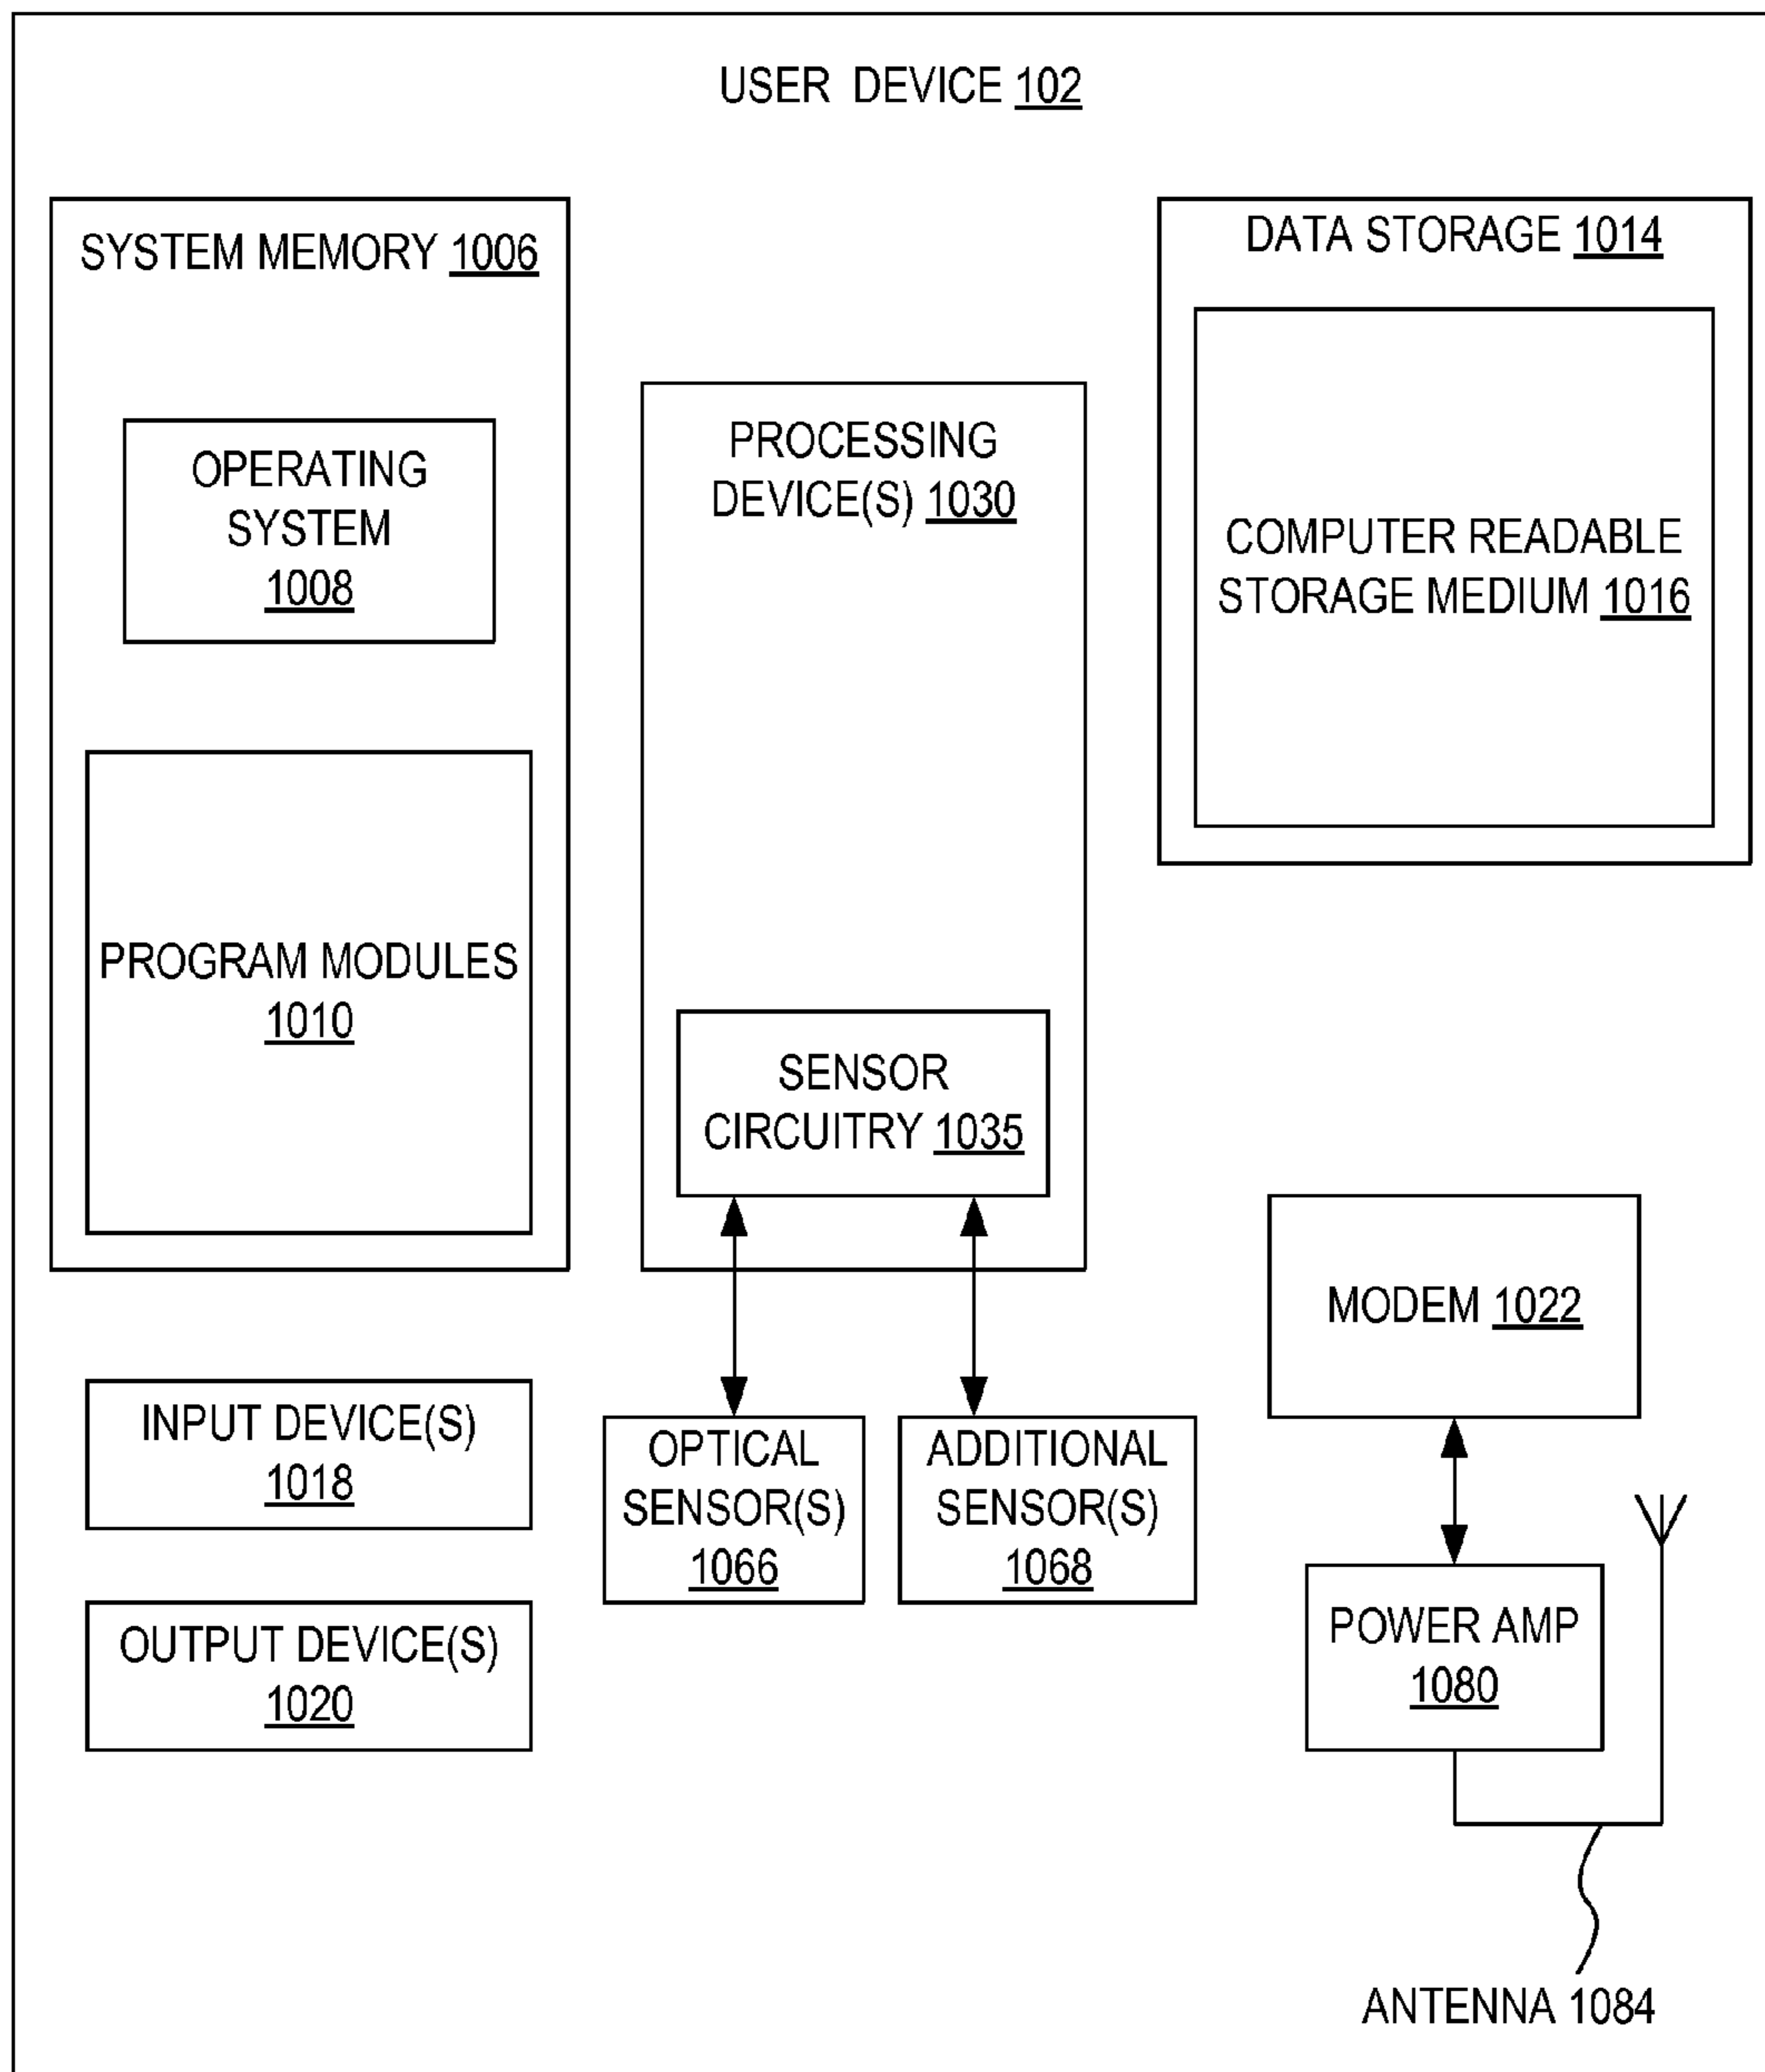 USER DEVICE 102
SYSTEM MEMORY 1006
OPERATING
SYSTEM
1008
PROGRAM MODULES
1010
PROCESSING
DEVICE(S) 1030
SENSOR
CIRCUITRY 1035
DATA STORAGE 1014
COMPUTER READABLE
STORAGE MEDIUM 1016
INPUT DEVICE(S)
1018
OUTPUT DEVICE(S)
1020
OPTICAL
SENSOR(S)
1066
ADDITIONAL
SENSOR(S)
1068
MODEM 1022
POWER AMP
1080
ANTENNA 1084